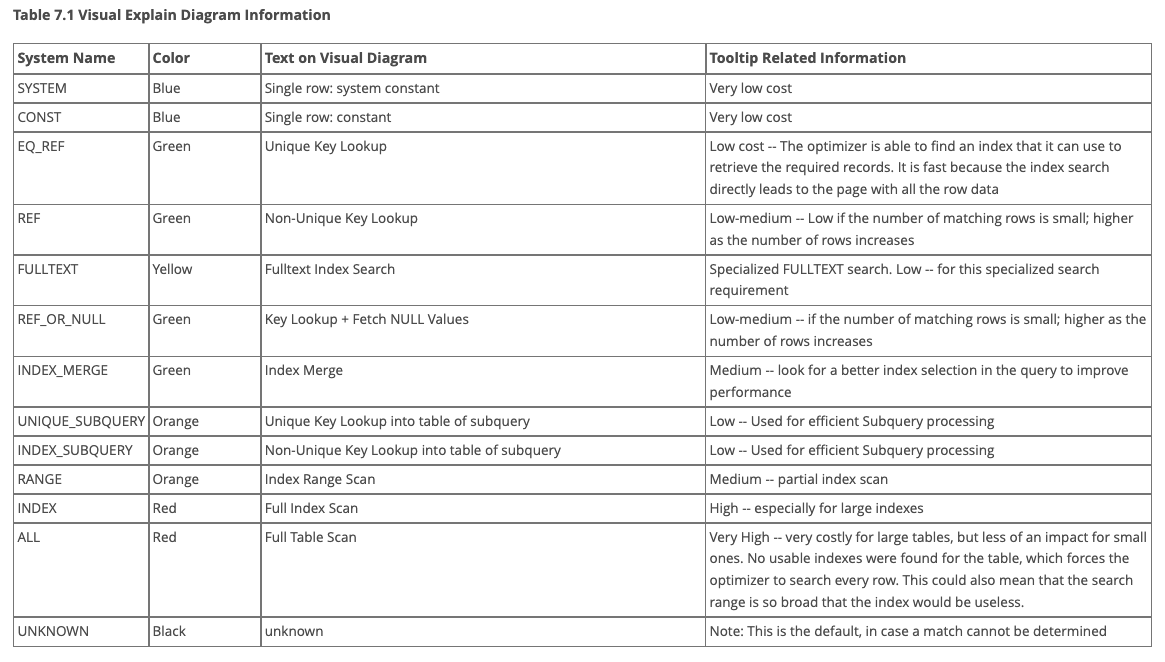 Table 7.1 Visual Explain Diagram Information
System Name Color Text on Visual Diagram Tooltip Related Information
SYSTEM Blue Single row: system constant Very low cost
CONST Blue Single row: constant Very low cost
EQ_REF Green Unique Key Lookup Low cost -- The optimizer is able to find an index that it can use to
retrieve the required records. It is fast because the index search
directly leads to the page with all the row data
REF Green Non-Unique Key Lookup Low-medium -- Low if the number of matching rows is small; higher
as the number of rows increases
FULLTEXT Yellow Fulltext Index Search Specialized FULLTEXT search. Low -- for this specialized search
requirement
REF_OR_NULL Green Key Lookup + Fetch NULL Values Low-medium -- if the number of matching rows is small; higher as the
number of rows increases
INDEX_MERGE Green Index Merge Medium -- look for a better index selection in the query to improve
performance
UNIQUE_SUBQUERY Orange Unique Key Lookup into table of subquery Low -- Used for efficient Subquery processing
INDEX_SUBQUERY Orange Non-Unique Key Lookup into table of subquery Low -- Used for efficient Subquery processing
RANGE Orange Index Range Scan Medium -- partial index scan
INDEX Red Full Index Scan High -- especially for large indexes
ALL Red Full Table Scan Very High -- very costly for large tables, but less of an impact for small
ones. No usable indexes were found for the table, which forces the
optimizer to search every row. This could also mean that the search
range is so broad that the index would be useless.
UNKNOWN Black unknown Note: This is the default, in case a match cannot be determined